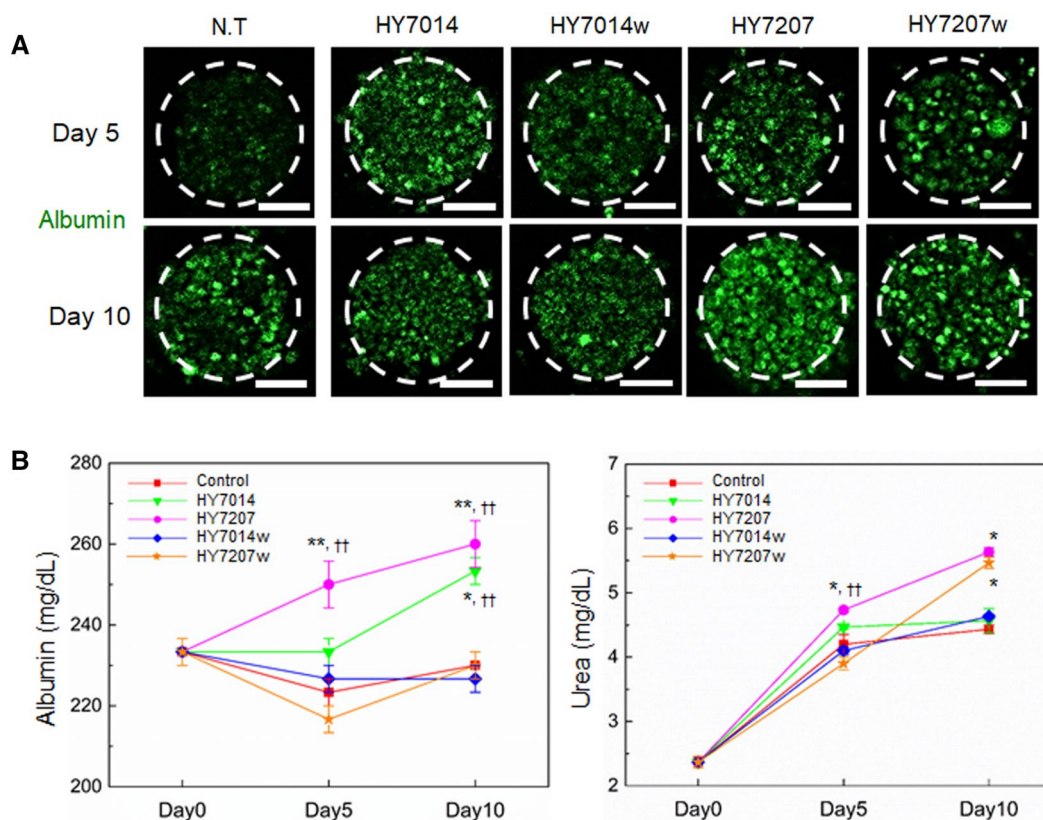 A
N.T HY7014 HY7014w HY7207 HY7207w
Day 5
Albumin
Day 10
B
280
260
240
220
200
Albumin (mg/dL)
Control
HY7014
HY7207
HY7014w
HY7207w
**, ††
**, ††
*, ††
Day0 Day5 Day10
7
6
5
4
3
2
Urea (mg/dL)
Control
HY7014
HY7207
HY7014w
HY7207w
*, ††
*
*
Day0 Day5 Day10